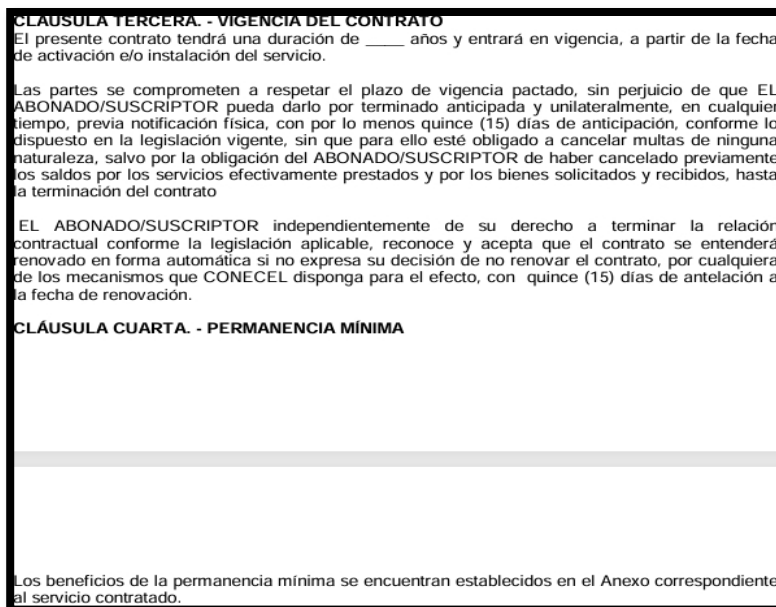 CLÁUSULA TERCERA. - VIGENCIA DEL CONTRATO
El presente contrato tendrá una duración de ____ años y entrará en vigencia, a partir de la fecha
de activación e/o instalación del servicio.
Las partes se comprometen a respetar el plazo de vigencia pactado, sin perjuicio de que EL
ABONADO/SUSCRIPTOR pueda darlo por terminado anticipada y unilateralmente, en cualquier
tiempo, previa notificación física, con por lo menos quince (15) días de anticipación, conforme lo
dispuesto en la legislación vigente, sin que para ello esté obligado a cancelar multas de ninguna
naturaleza, salvo por la obligación del ABONADO/SUSCRIPTOR de haber cancelado previamente
los saldos por los servicios efectivamente prestados y por los bienes solicitados y recibidos, hasta
la terminación del contrato
EL ABONADO/SUSCRIPTOR independientemente de su derecho a terminar la relación
contractual conforme la legislación aplicable, reconoce y acepta que el contrato se entenderá
renovado en forma automática si no expresa su decisión de no renovar el contrato, por cualquiera
de los mecanismos que CONECEL disponga para el efecto, con quince (15) días de antelación a
la fecha de renovación.
CLÁUSULA CUARTA. - PERMANENCIA MÍNIMA
Los beneficios de la permanencia mínima se encuentran establecidos en el Anexo correspondiente
al servicio contratado.